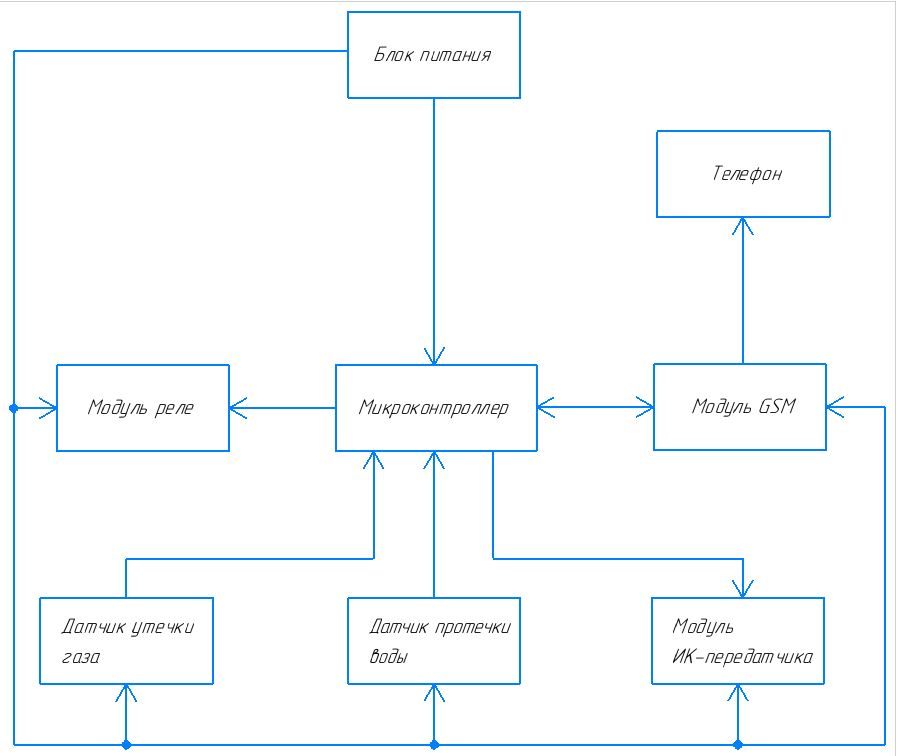 Блок питания
Телефон
Модуль реле
Микроконтроллер
Модуль GSM
Датчик утечки
газа
Датчик протечки
воды
Модуль
ИК-передатчика